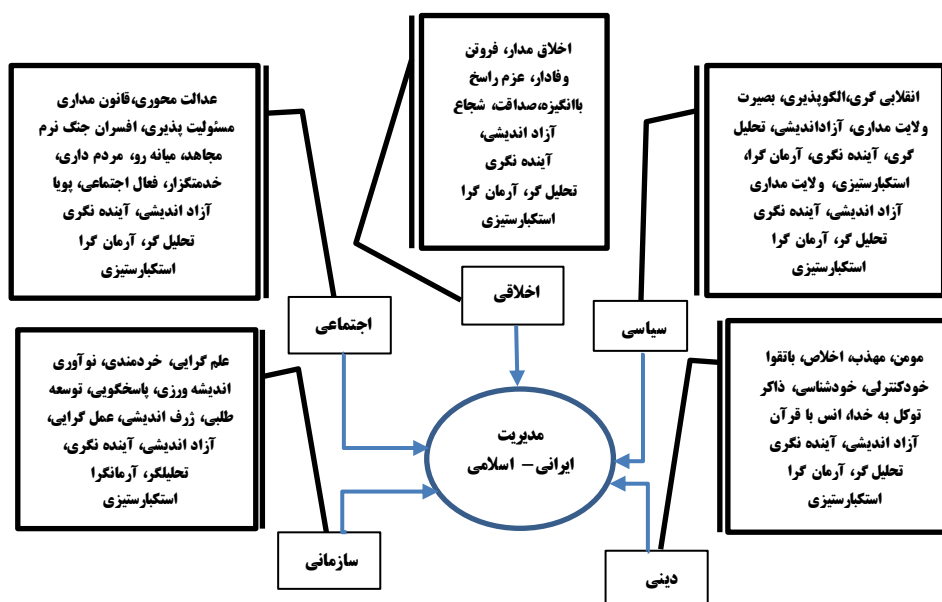 انقلابی گری،الگوپذیری، بصیرت
ولایت مداری، آزاداندیشی، تحلیل
گری، آینده نگری، آرمان گرا،
استکبارستیزی، ولایت مداری
آزاد اندیشی، آینده نگری
تحلیل گر، آرمان گرا
استکبارستیزی
اخلاق مدار، فروتن
وفادار، عزم راسخ
باانگیزه،صداقت، شجاع
آزاد اندیشی،
آینده نگری
تحلیل گر، آرمان گرا
استکبارستیزی
عدالت محوری،قانون مداری
مسئولیت پذیری، افسران جنگ نرم
مجاهد، میانه رو، مردم داری،
خدمتگزار، فعال اجتماعی، پویا
آزاد اندیشی، آینده نگری
تحلیل گر، آرمان گرا
استکبارستیزی
سیاسی
اخلاقی
اجتماعی
مومن، مهذب، اخلاص، باتقوا
خودکنترلی، خودشناسی، ذاکر
توکل به خدا، انس با قرآن
آزاد اندیشی، آینده نگری
تحلیل گر، آرمان گرا
استکبارستیزی
مدیریت
ایرانی- اسلامی
علم گرایی، خردمندی، نوآوری
اندیشه ورزی، پاسخگویی، توسعه
طلبی، ژرف اندیشی، عمل گرایی،
آزاد اندیشی، آینده نگری،
تحلیلگر، آرمانگرا
استکبارستیزی
دینی
سازمانی